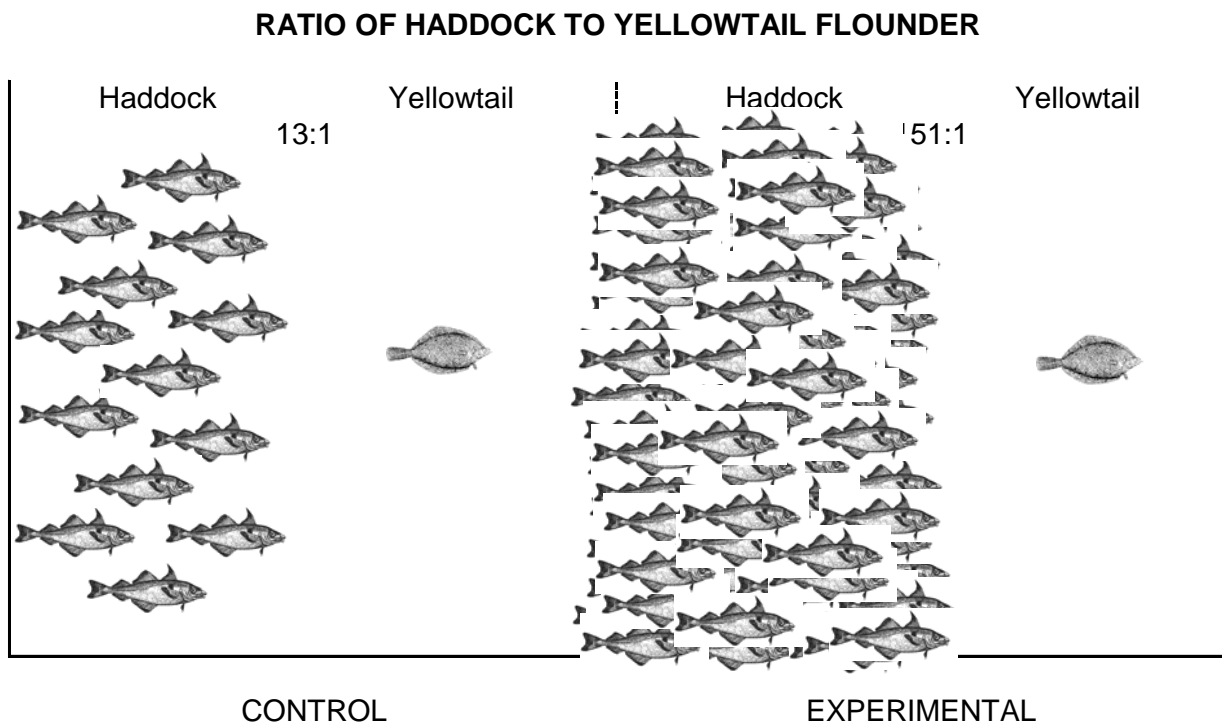 RATIO OF HADDOCK TO YELLOWTAIL FLOUNDER
Haddock Yellowtail Haddock Yellowtail
13:1 51:1
CONTROL EXPERIMENTAL